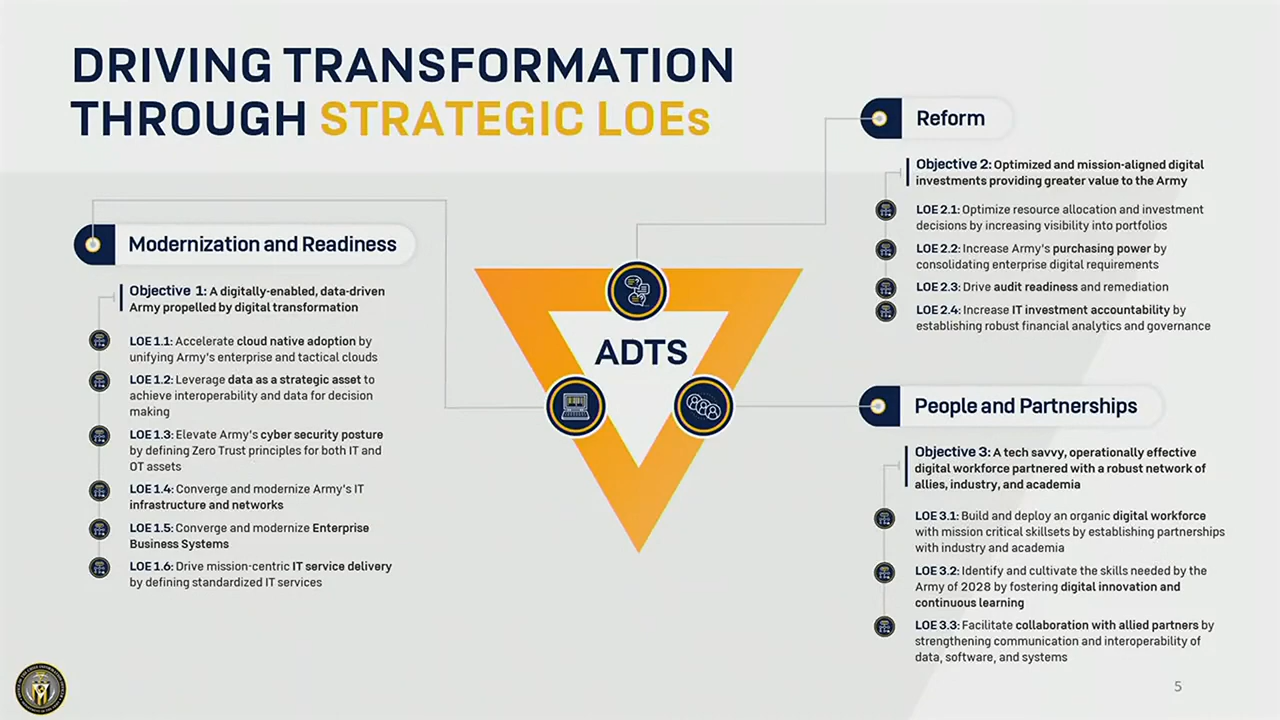 DRIVING TRANSFORMATION
THROUGH STRATEGIC LOEs
Modernization and Readiness
Objective 1: A digitally-enabled, data-driven
Army propelled by digital transformation
LOE 1.1: Accelerate cloud native adoption by
unifying Army's enterprise and tactical clouds
LOE 1.2: Leverage data as a strategic asset to
achieve interoperability and data for decision
making
LOE 1.3: Elevate Army's cyber security posture
by defining Zero Trust principles for both IT and
OT assets
LOE 1.4: Converge and modernize Army's IT
infrastructure and networks
LOE 1.5: Converge and modernize Enterprise
Business Systems
LOE 1.6: Drive mission-centric IT service delivery
by defining standardized IT services
ADTS
Reform
Objective 2: Optimized and mission-aligned digital
investments providing greater value to the Army
LOE 2.1: Optimize resource allocation and investment
decisions by increasing visibility into portfolios
LOE 2.2: Increase Army's purchasing power by
consolidating enterprise digital requirements
LOE 2.3: Drive audit readiness and remediation
LOE 2.4: Increase IT investment accountability by
establishing robust financial analytics and governance
People and Partnerships
Objective 3: A tech savvy, operationally effective
digital workforce partnered with a robust network of
allies, industry, and academia
LOE 3.1: Build and deploy an organic digital workforce
with mission critical skillsets by establishing partnerships
with industry and academia
LOE 3.2: Identify and cultivate the skills needed by the
Army of 2028 by fostering digital innovation and
continuous learning
LOE 3.3: Facilitate collaboration with allied partners by
strengthening communication and interoperability of
data, software, and systems
5